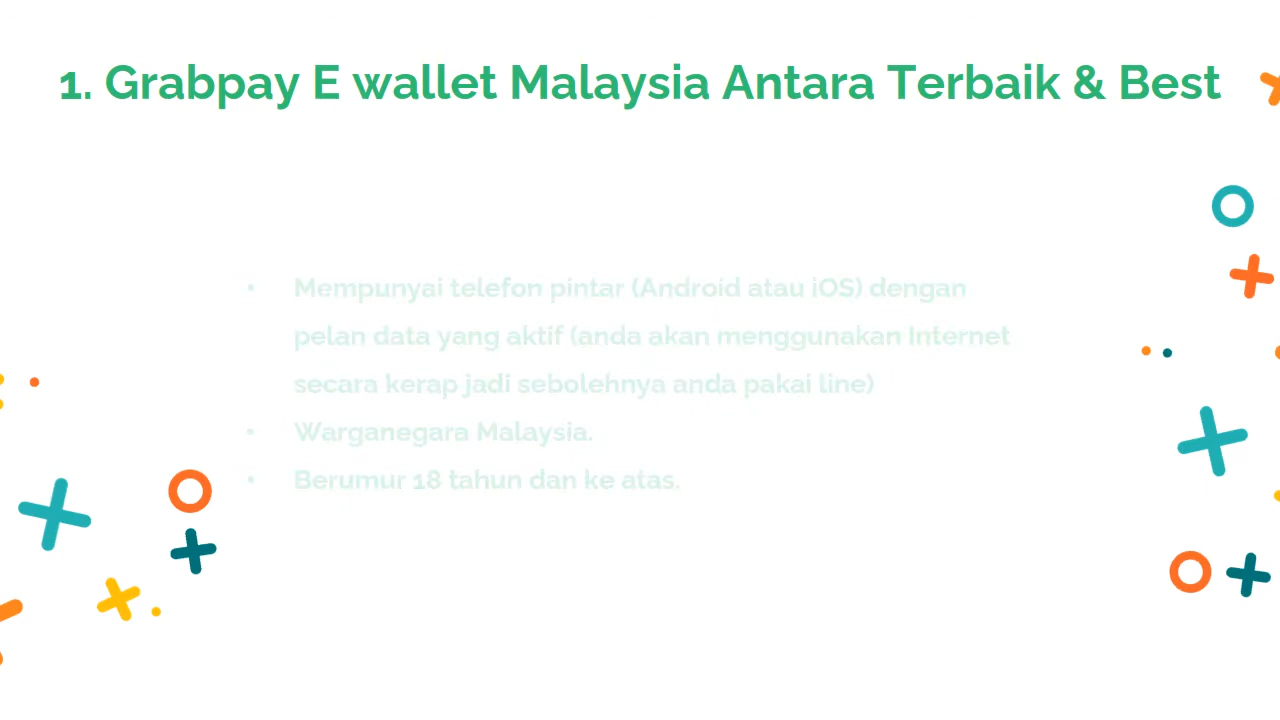 1. Grabpay E wallet Malaysia Antara Terbaik & Best
• Mempunyai telefon pintar (Android atau iOS) dengan
pelan data yang aktif (anda akan menggunakan Internet
secara kerap jadi sebolehnya anda pakai line)
• Warganegara Malaysia.
• Berumur 18 tahun dan ke atas.